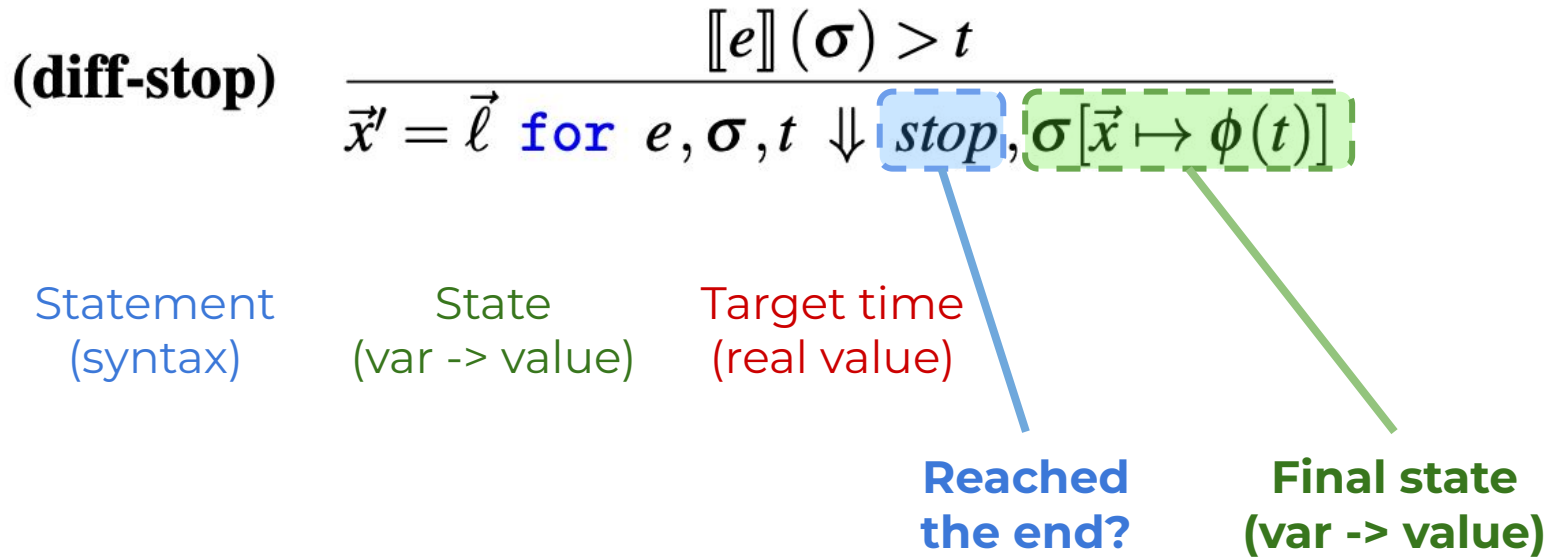 ⟦e⟧(σ) > t
(diff-stop)
x⃗′ = ℓ⃗ for e, σ, t ⇓ stop, σ[x⃗ ↦ ϕ(t)]
Statement
(syntax)
State
(var -> value)
Target time
(real value)
Reached
the end?
Final state
(var -> value)